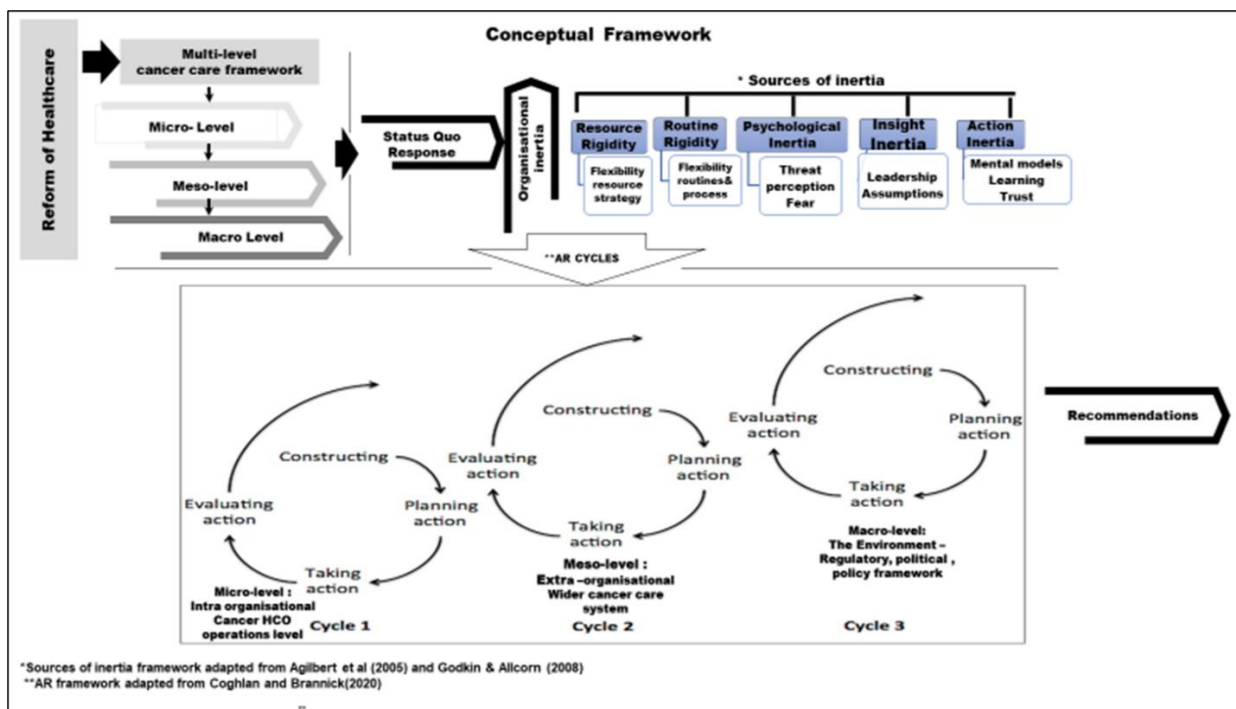 Conceptual Framework
Reform of Healthcare
Multi-level
cancer care framework
Micro- Level
Meso-level
Macro Level
Status Quo
Response
Organisational
inertia
* Sources of inertia
Resource
Rigidity
Flexibility
resource
strategy
Routine
Rigidity
Flexibility
routines&
process
Psychological
Inertia
Threat
perception
Fear
Insight
Inertia
Leadership
Assumptions
Action
Inertia
Mental models
Learning
Trust
**AR CYCLES
Constructing
Planning
action
Taking
action
Evaluating
action
Micro-level :
Intra organisational
Cancer HCO
operations level
Cycle 1
Constructing
Planning
action
Taking
action
Evaluating
action
Meso-level :
Extra –organisational
Wider cancer care
system
Cycle 2
Constructing
Planning
action
Taking
action
Evaluating
action
Macro-level:
The Environment –
Regulatory, political ,
policy framework
Cycle 3
Recommendations
*Sources of inertia framework adapted from Agilbert et al (2005) and Godkin & Allcorn (2008)
**AR framework adapted from Coghlan and Brannick(2020)